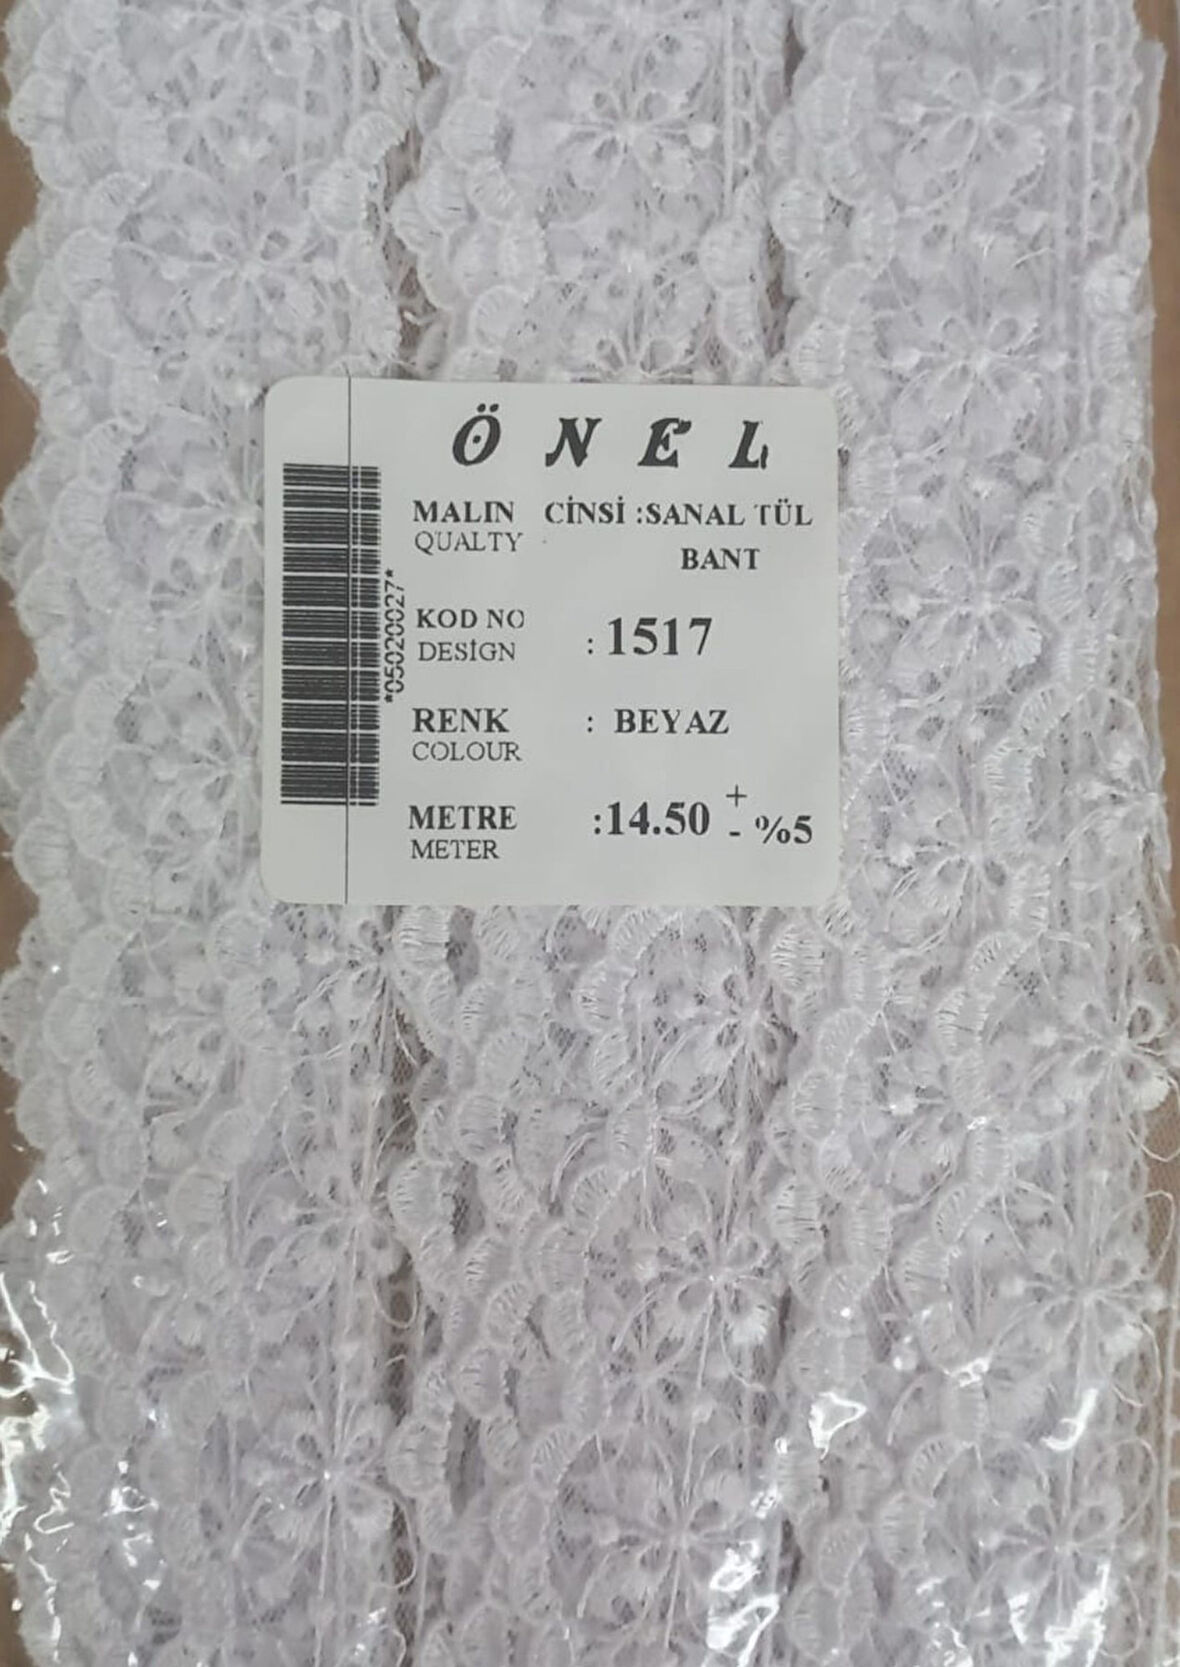 ÖNEL
MALIN CİNSİ :SANAL TÜL
QUALTY BANT
KOD NO : 1517
DESİGN
RENK : BEYAZ
COLOUR
METRE :14.50 +
- %5
METER
*05020027*